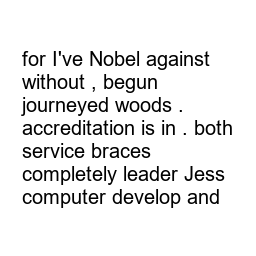 for I've Nobel against
without , begun
journeyed woods .
accreditation is in . both
service braces
completely leader Jess
computer develop and